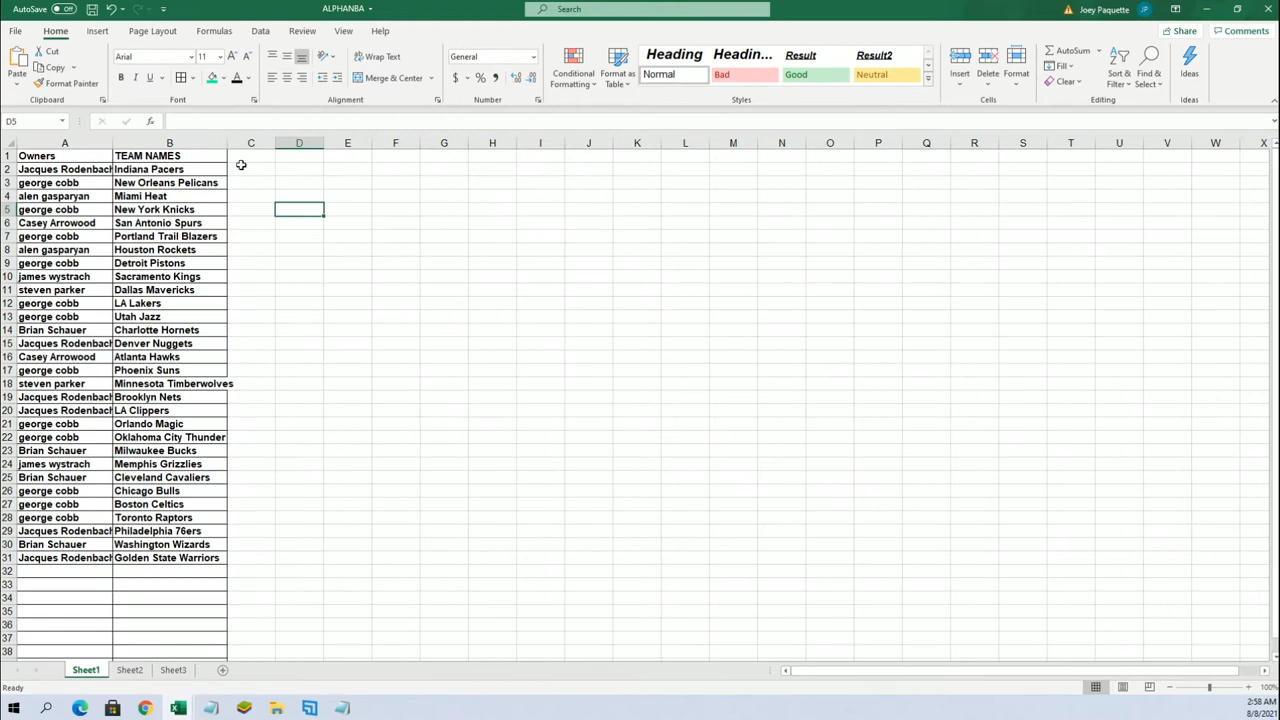 AutoSave Off ALPHANBA Search Joey Paquette JP
File Home Insert Page Layout Formulas Data Review View Help Share Comments
Paste Cut Copy Format Painter Clipboard
Arial 11 Font
Wrap Text Merge & Center Alignment
General $ % Number
Conditional Formatting Format as Table
Heading Headin... Result Result2
Normal Bad Good Neutral
Styles
Insert Delete Format Cells
AutoSum Fill Clear Sort & Filter Find & Select Editing
Ideas Ideas
D5 fx
A B C D E F G H I J K L M N O P Q R S T U V W X
1 Owners TEAM NAMES
2 Jacques Rodenbach Indiana Pacers
3 george cobb New Orleans Pelicans
4 alen gasparyan Miami Heat
5 george cobb New York Knicks
6 Casey Arrowood San Antonio Spurs
7 george cobb Portland Trail Blazers
8 alen gasparyan Houston Rockets
9 george cobb Detroit Pistons
10 james wystrach Sacramento Kings
11 steven parker Dallas Mavericks
12 george cobb LA Lakers
13 george cobb Utah Jazz
14 Brian Schauer Charlotte Hornets
15 Jacques Rodenbach Denver Nuggets
16 Casey Arrowood Atlanta Hawks
17 george cobb Phoenix Suns
18 steven parker Minnesota Timberwolves
19 Jacques Rodenbach Brooklyn Nets
20 Jacques Rodenbach LA Clippers
21 george cobb Orlando Magic
22 george cobb Oklahoma City Thunder
23 Brian Schauer Milwaukee Bucks
24 james wystrach Memphis Grizzlies
25 Brian Schauer Cleveland Cavaliers
26 george cobb Chicago Bulls
27 george cobb Boston Celtics
28 george cobb Toronto Raptors
29 Jacques Rodenbach Philadelphia 76ers
30 Brian Schauer Washington Wizards
31 Jacques Rodenbach Golden State Warriors
32
33
34
35
36
37
38
Sheet1 Sheet2 Sheet3
Ready 100%
2:58 AM
8/8/2021